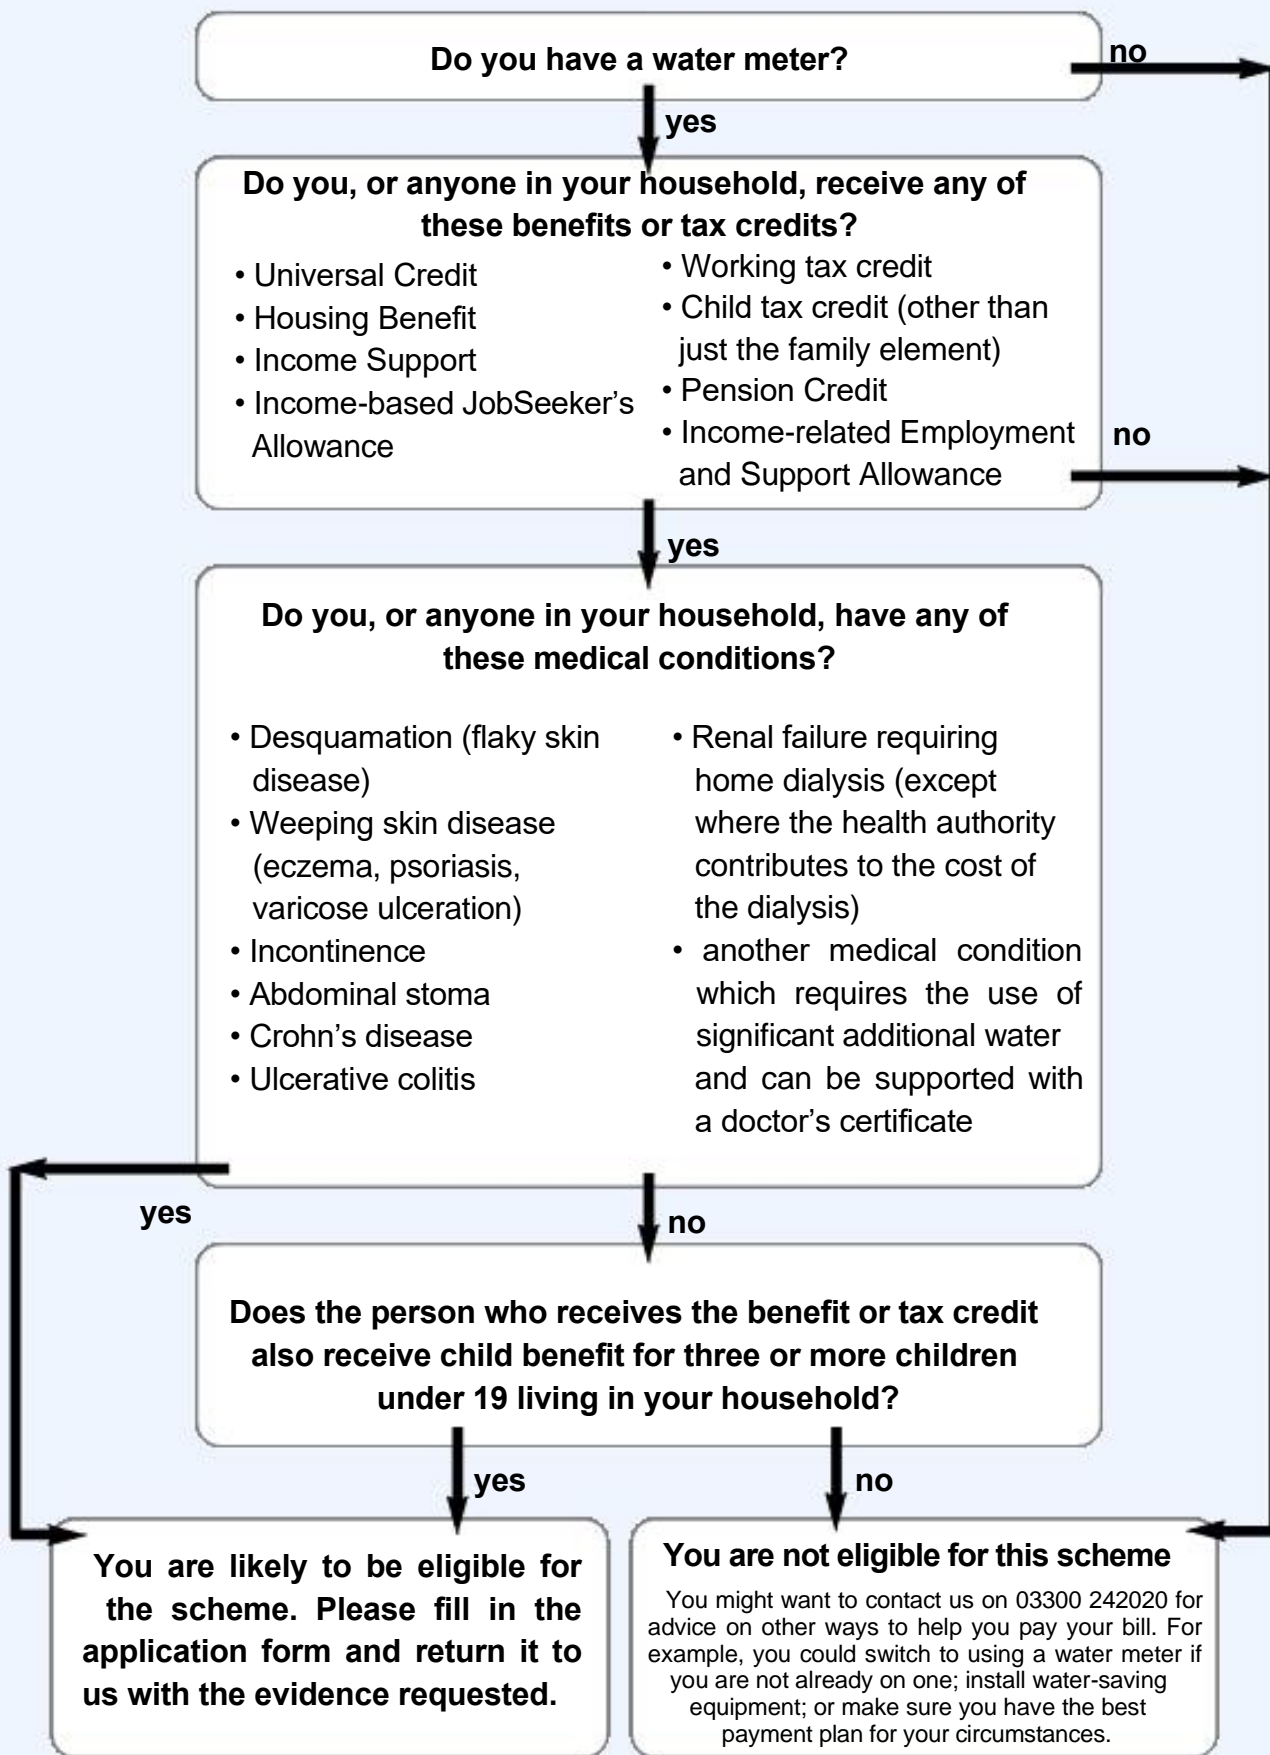 Do you have a water meter?
no
yes
Do you, or anyone in your household, receive any of
these benefits or tax credits?
• Universal Credit
• Housing Benefit
• Income Support
• Income-based JobSeeker’s
Allowance
• Working tax credit
• Child tax credit (other than
just the family element)
• Pension Credit
• Income-related Employment
and Support Allowance
no
yes
Do you, or anyone in your household, have any of
these medical conditions?
• Desquamation (flaky skin
disease)
• Weeping skin disease
(eczema, psoriasis,
varicose ulceration)
• Incontinence
• Abdominal stoma
• Crohn’s disease
• Ulcerative colitis
• Renal failure requiring
home dialysis (except
where the health authority
contributes to the cost of
the dialysis)
• another medical condition
which requires the use of
significant additional water
and can be supported with
a doctor’s certificate
yes
no
Does the person who receives the benefit or tax credit
also receive child benefit for three or more children
under 19 living in your household?
yes
no
You are likely to be eligible for
the scheme. Please fill in the
application form and return it to
us with the evidence requested.
You are not eligible for this scheme
You might want to contact us on 03300 242020 for
advice on other ways to help you pay your bill. For
example, you could switch to using a water meter if
you are not already on one; install water-saving
equipment; or make sure you have the best
payment plan for your circumstances.